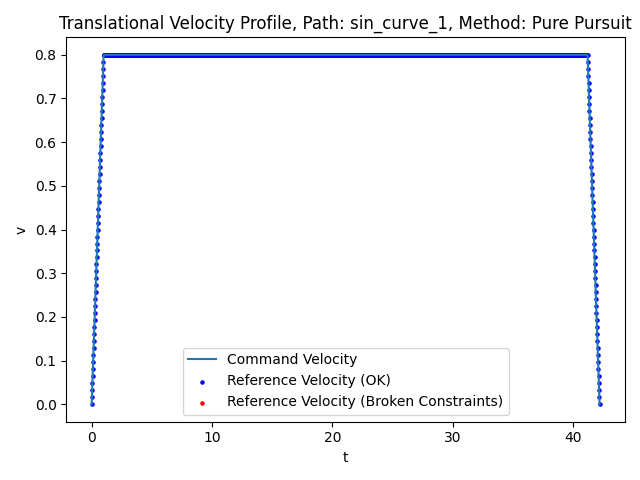 Translational Velocity Profile, Path: sin_curve_1, Method: Pure Pursuit
0.8
0.7
0.6
0.5
0.4
0.3
0.2
0.1
0.0
v
Command Velocity
Reference Velocity (OK)
Reference Velocity (Broken Constraints)
0 10 20 30 40
t